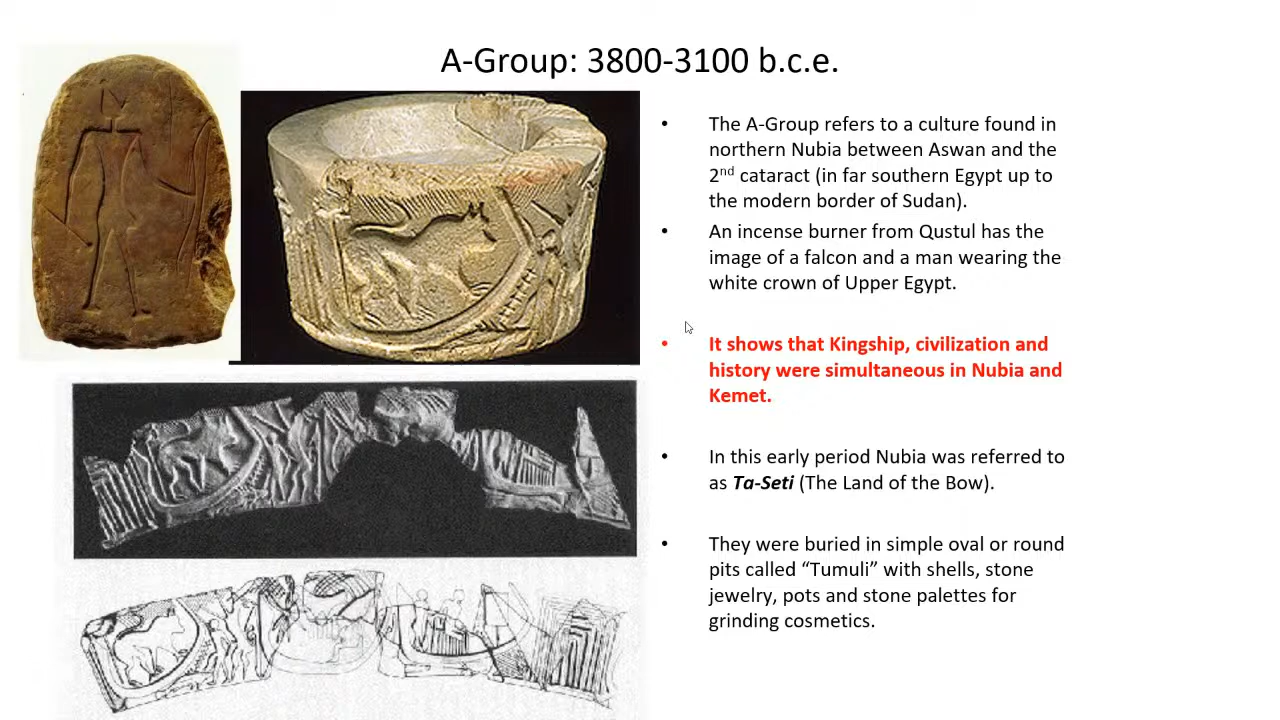 A-Group: 3800-3100 b.c.e.
• The A-Group refers to a culture found in
northern Nubia between Aswan and the
2nd cataract (in far southern Egypt up to
the modern border of Sudan).
• An incense burner from Qustul has the
image of a falcon and a man wearing the
white crown of Upper Egypt.
• It shows that Kingship, civilization and
history were simultaneous in Nubia and
Kemet.
• In this early period Nubia was referred to
as Ta-Seti (The Land of the Bow).
• They were buried in simple oval or round
pits called “Tumuli” with shells, stone
jewelry, pots and stone palettes for
grinding cosmetics.